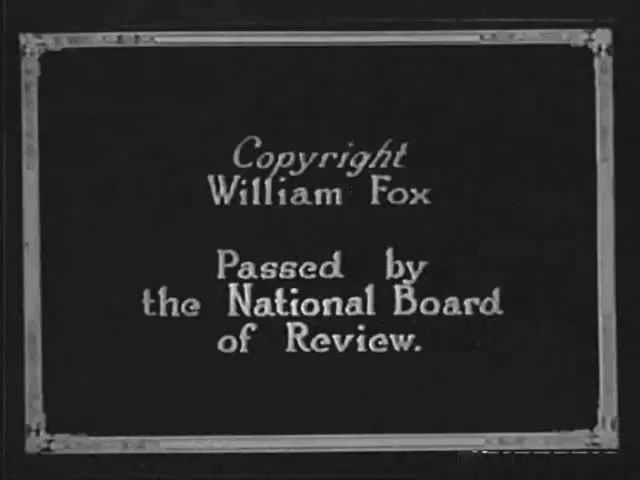 Copyright
William Fox
Passed by
the National Board
of Review.